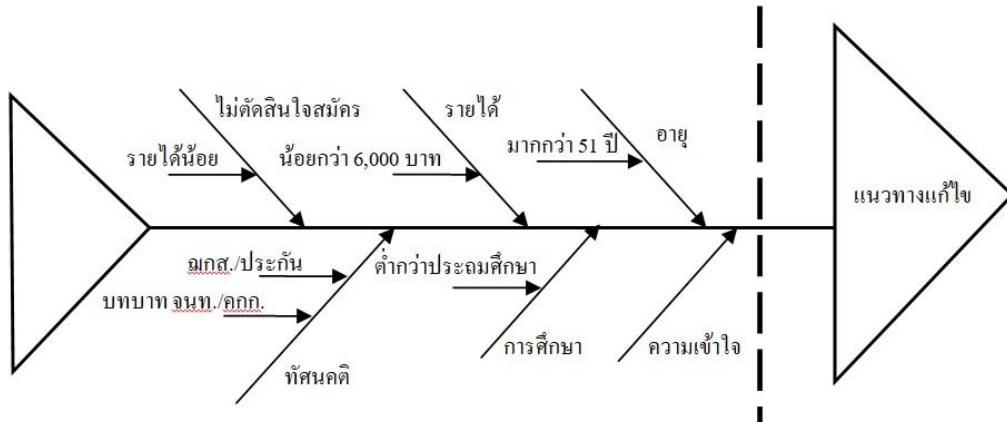 ไม่ตัดสินใจสมัคร
รายได้
อายุ
รายได้น้อย
น้อยกว่า 6,000 บาท
มากกว่า 51 ปี
แนวทางแก้ไข
ฌกส./ประกัน
ต่ำกว่าประถมศึกษา
บทบาท จนท./คกก.
ทัศนคติ
การศึกษา
ความเข้าใจ